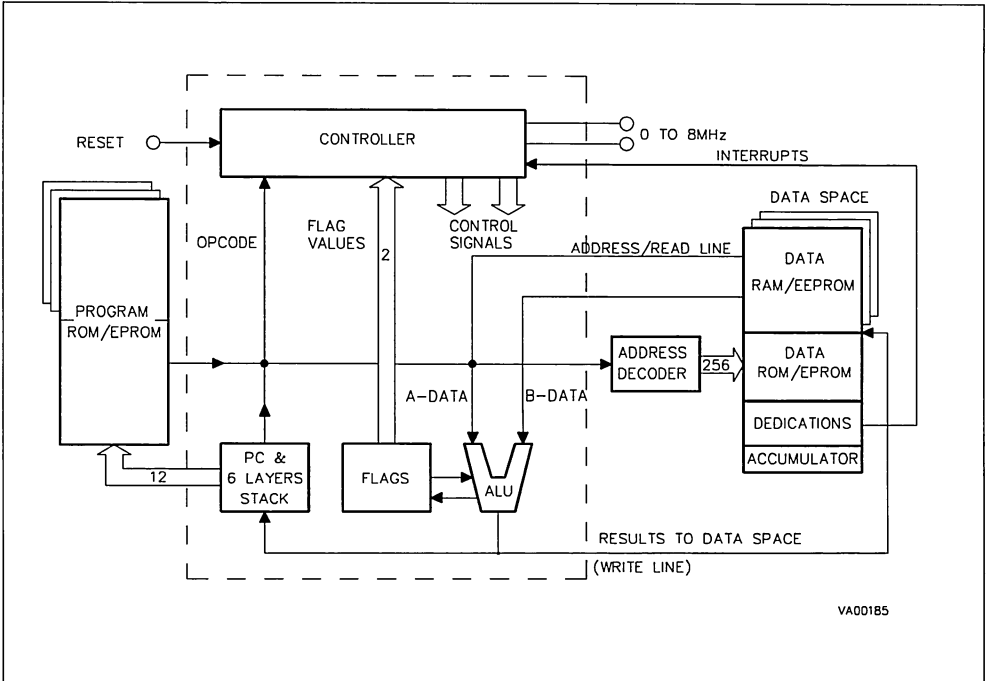 CONTROLLER
RESET
0 TO 8MHz
INTERRUPTS
DATA SPACE
OPCODE
FLAG
VALUES
2
CONTROL
SIGNALS
ADDRESS/READ LINE
DATA
RAM/EEPROM
PROGRAM
ROM/EPROM
ADDRESS
DECODER
256
DATA
ROM/EPROM
A-DATA
B-DATA
DEDICATIONS
ACCUMULATOR
12
PC &
6 LAYERS
STACK
FLAGS
ALU
RESULTS TO DATA SPACE
(WRITE LINE)
VA00185